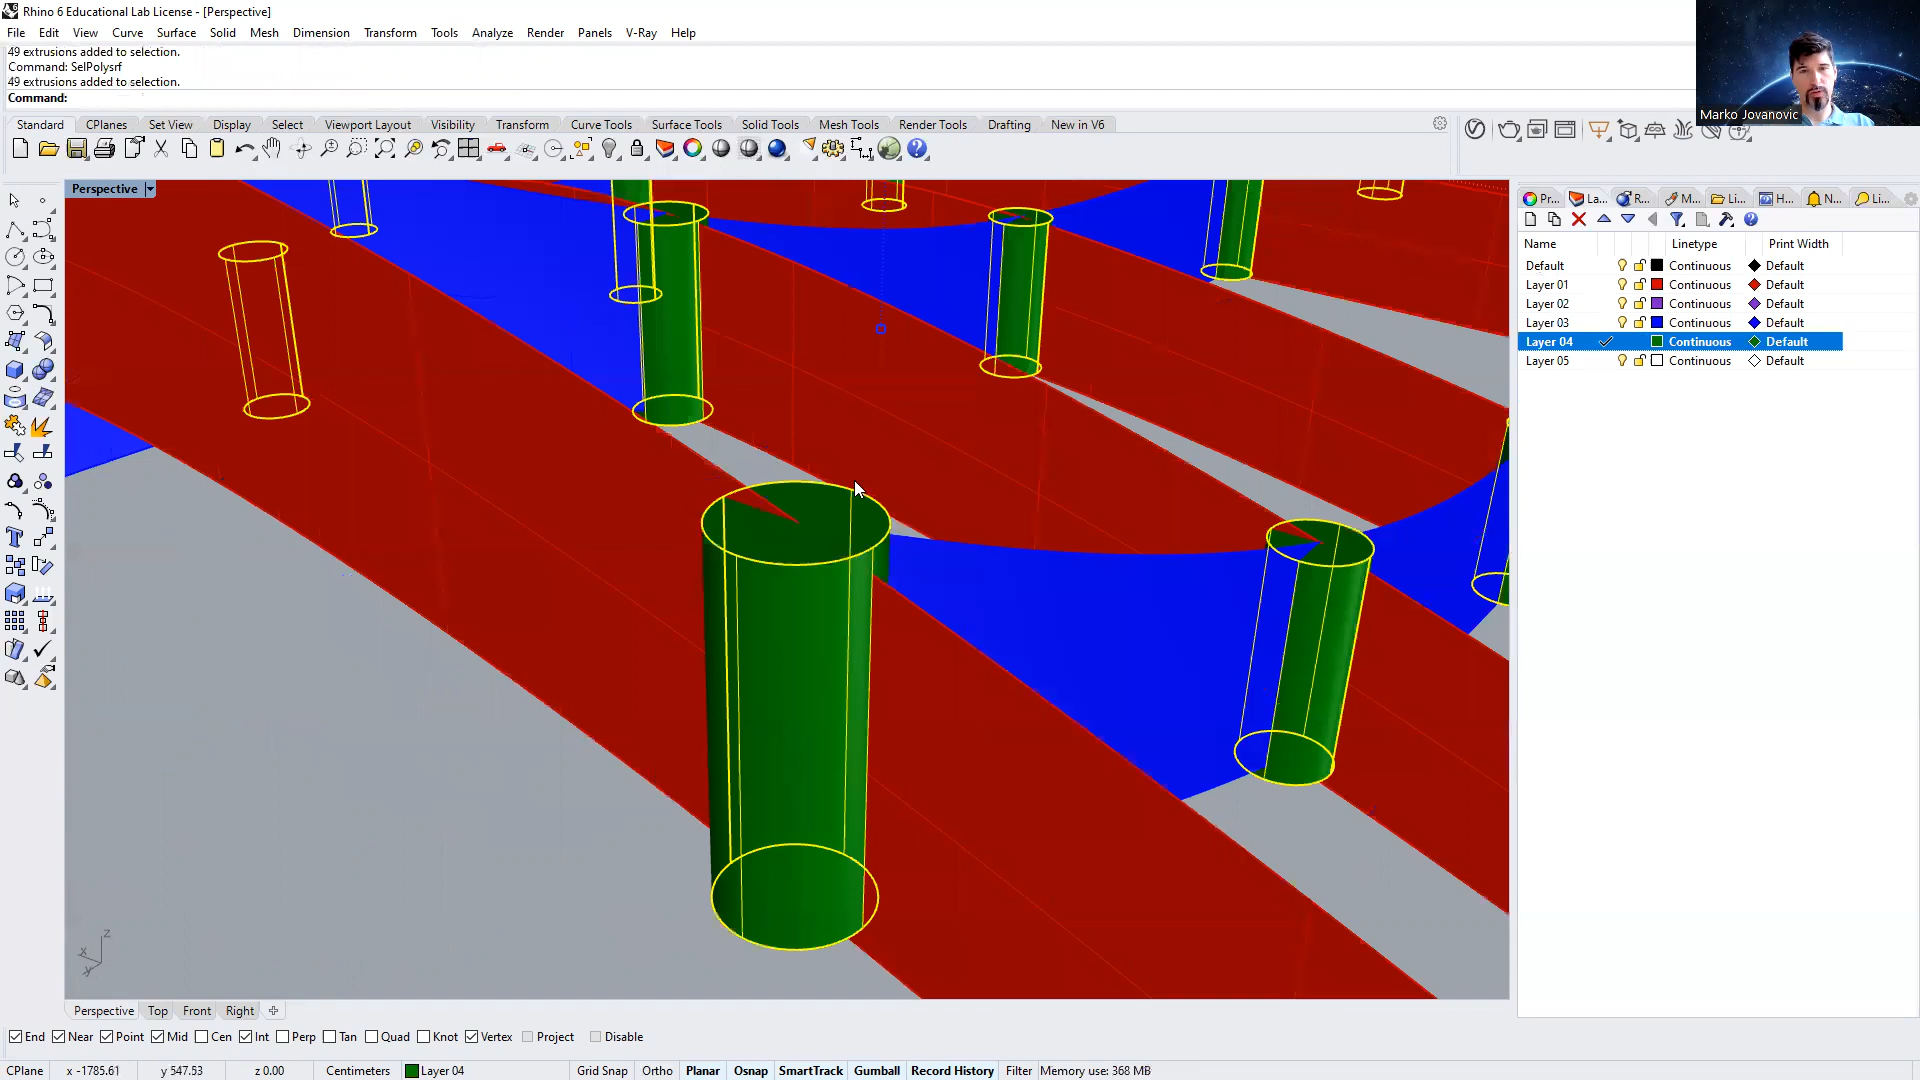 Rhino 6 Educational Lab License - [Perspective]
File Edit View Curve Surface Solid Mesh Dimension Transform Tools Analyze Render Panels V-Ray Help
49 extrusions added to selection.
Command: SelPolysrf
49 extrusions added to selection.
Command:
Marko Jovanovic
Standard CPlanes Set View Display Select Viewport Layout Visibility Transform Curve Tools Surface Tools Solid Tools Mesh Tools Render Tools Drafting New in V6
Perspective
Pr... La... R... M... Li... H... N... Li...
Name Linetype Print Width
Default Continuous Default
Layer 01 Continuous Default
Layer 02 Continuous Default
Layer 03 Continuous Default
Layer 04 Continuous Default
Layer 05 Continuous Default
z
x
y
Perspective Top Front Right
End Near Point Mid Cen Int Perp Tan Quad Knot Vertex Project Disable
CPlane x -1785.61 y 547.53 z 0.00 Centimeters Layer 04 Grid Snap Ortho Planar Osnap SmartTrack Gumball Record History Filter Memory use: 368 MB